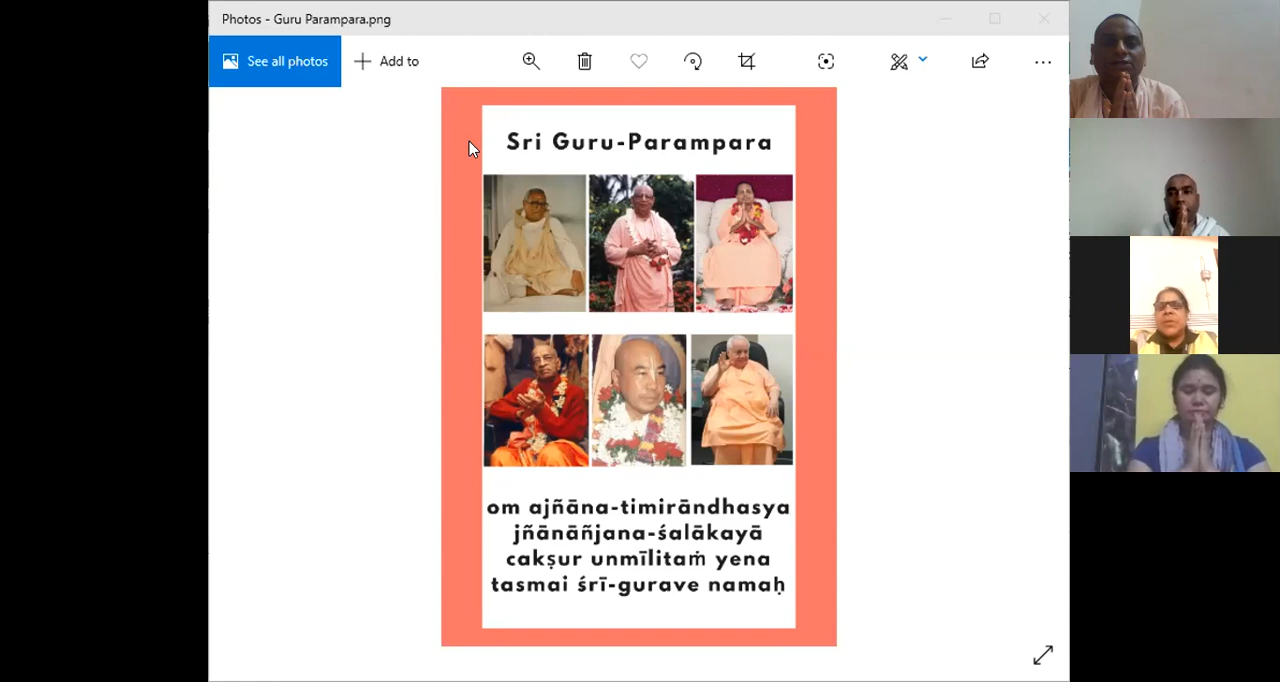 Photos - Guru Parampara.png
See all photos
Add to
Sri Guru-Parampara
om ajñāna-timirāndhasya
jñānāñjana-śalākayā
cakṣur unmīlitaṁ yena
tasmai śrī-gurave namaḥ